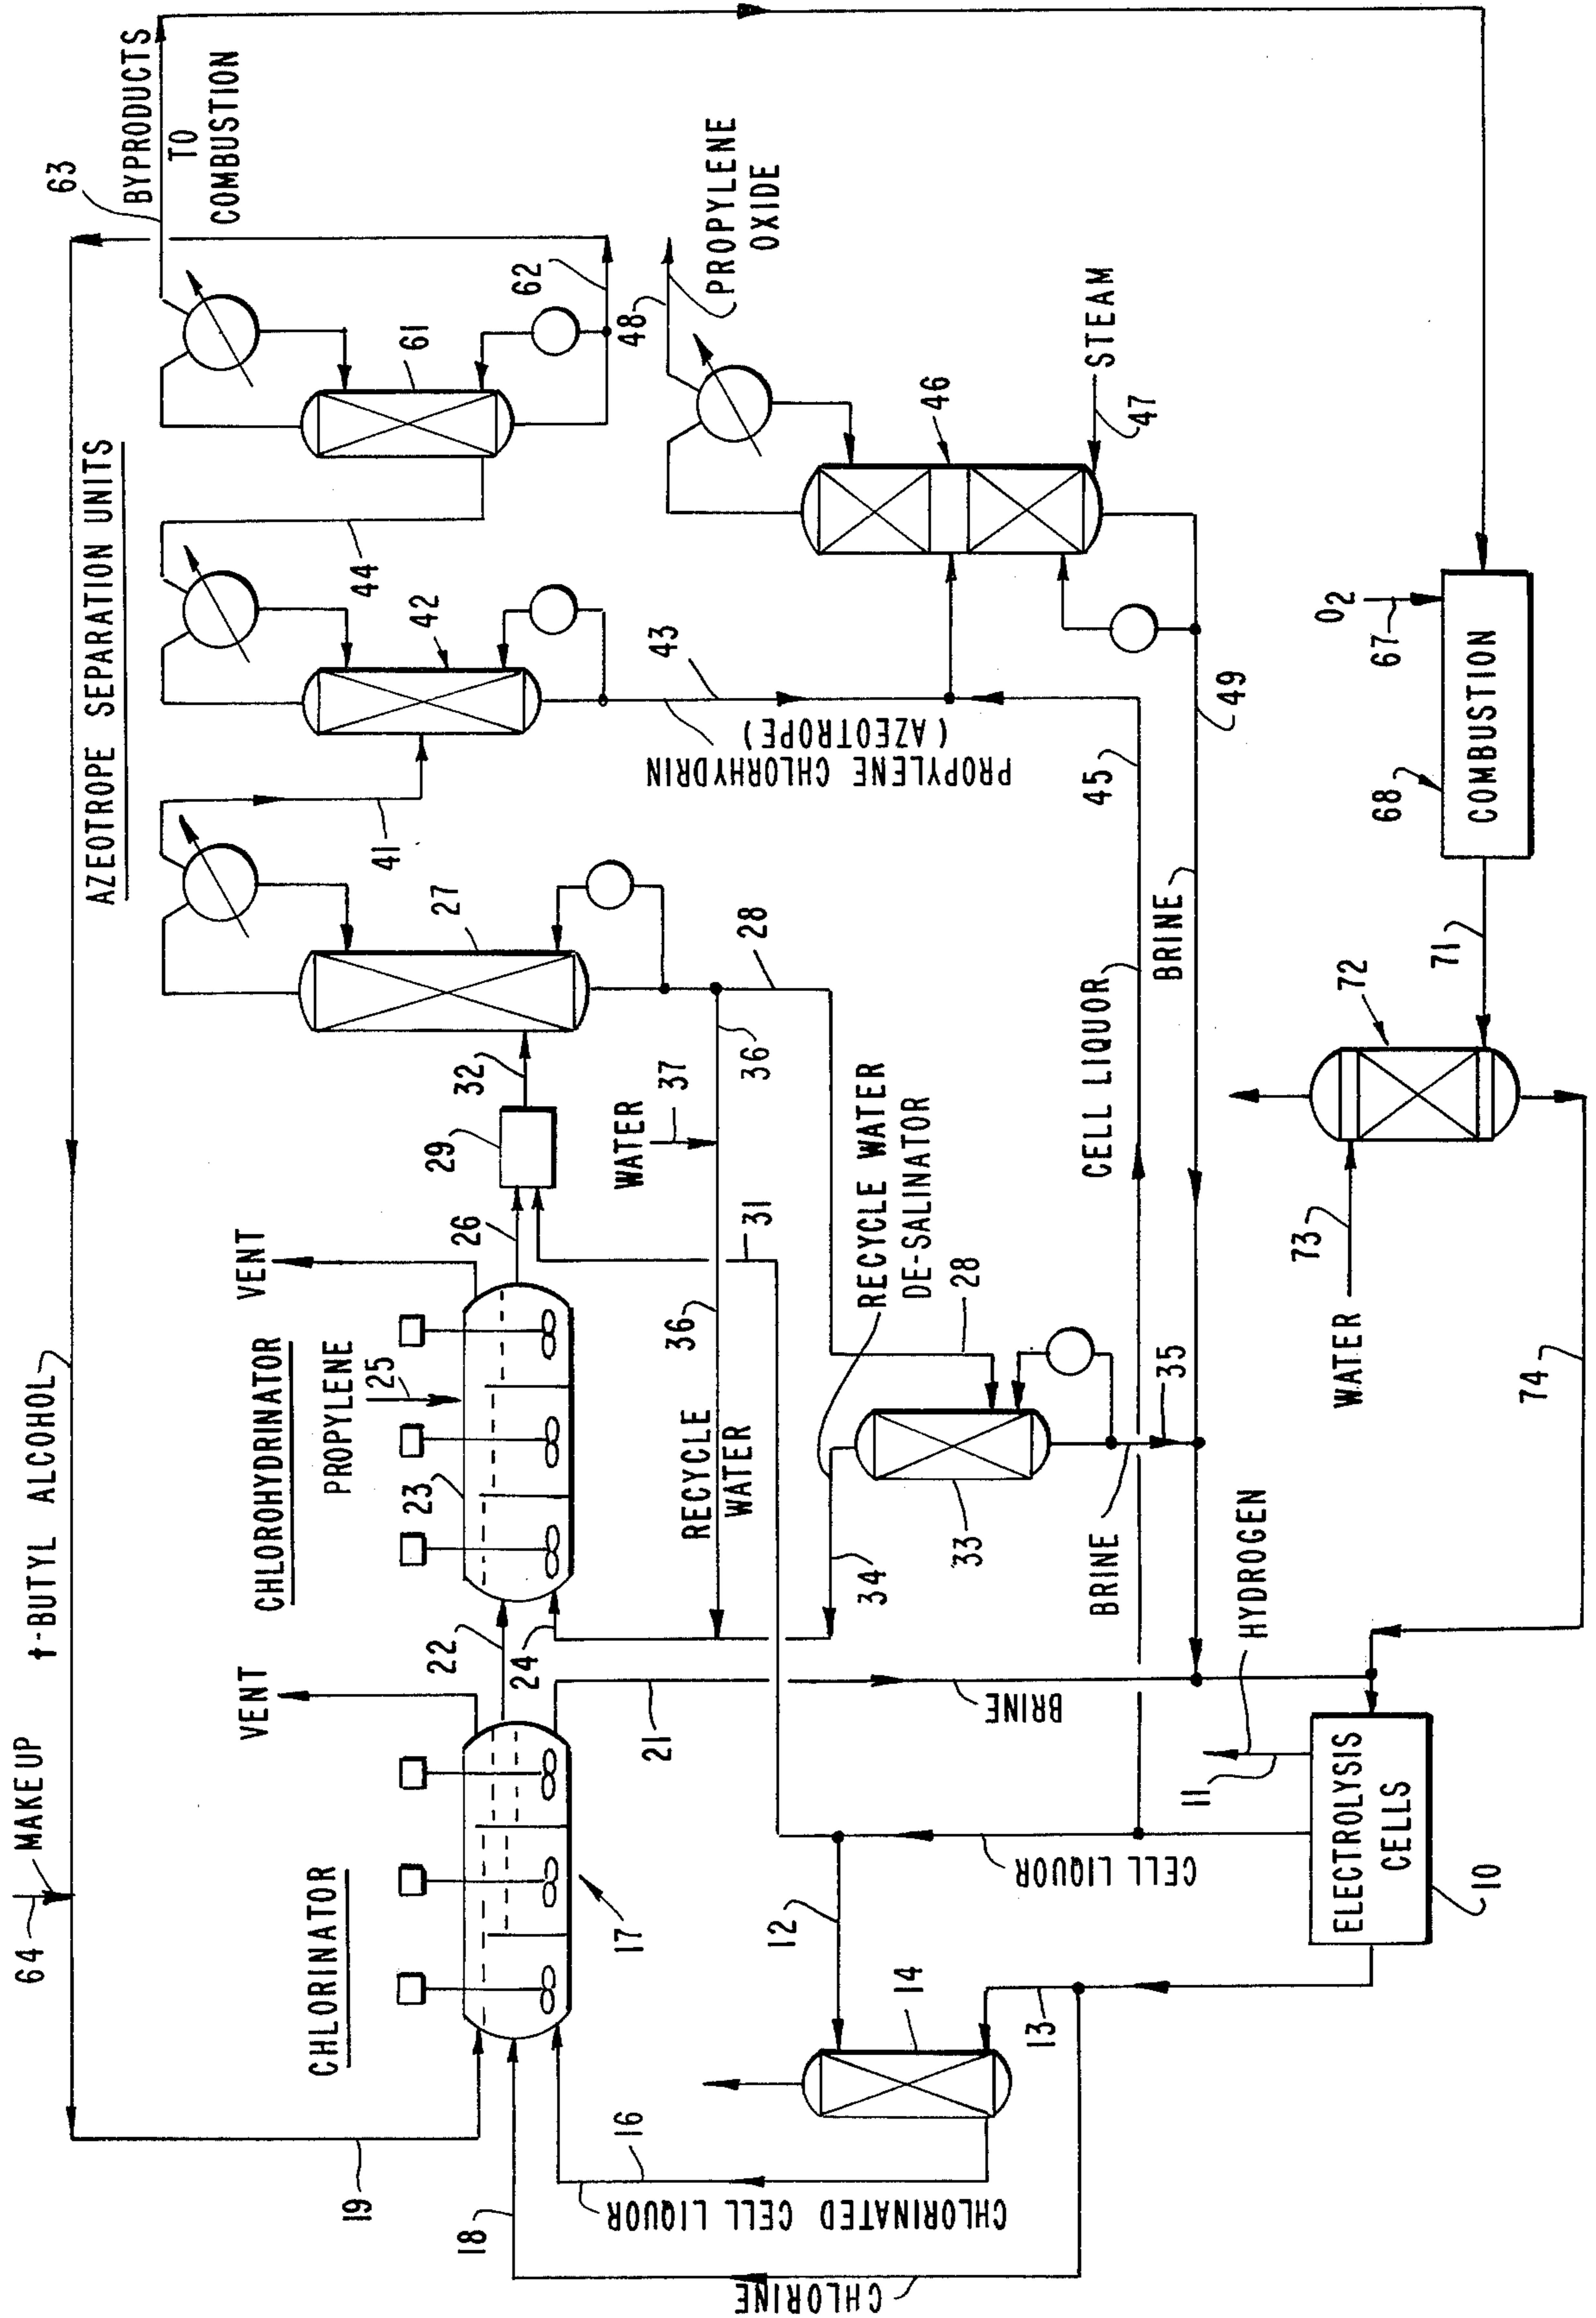 64
MAKEUP
t-BUTYL ALCOHOL
AZEOTROPE SEPARATION UNITS
63
BYPRODUCTS
TO
COMBUSTION
19
CHLORINATOR
VENT
CHLOROHYDRINATOR
PROPYLENE
25
VENT
23
18
17
22
24
26
29
32
27
41
42
44
61
62
16
CHLORINATED CELL LIQUOR
CHLORINE
12
14
13
21
BRINE
CELL LIQUOR
RECYCLE
WATER
36
31
WATER
37
36
28
43
PROPYLENE CHLORHYDRIN
(AZEOTROPE)
48
PROPYLENE
OXIDE
46
STEAM
47
34
33
28
RECYCLE WATER
DE-SALINATOR
BRINE
35
CELL LIQUOR
45
BRINE
49
HYDROGEN
11
ELECTROLYSIS
CELLS
10
WATER
73
72
71
74
68
COMBUSTION
67
O2